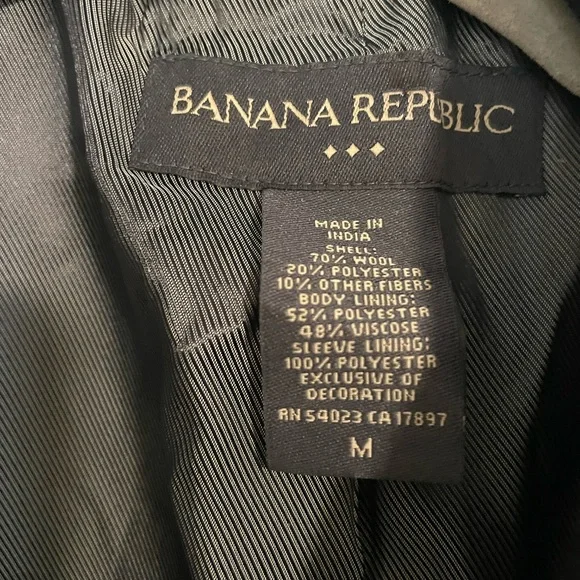 BANANA REPUBLIC
MADE IN
INDIA
SHELL:
70% WOOL
20% POLYESTER
10% OTHER FIBERS
BODY LINING:
52% POLYESTER
48% VISCOSE
SLEEVE LINING:
100% POLYESTER
EXCLUSIVE OF
DECORATION
RN 54023 CA 17897
M